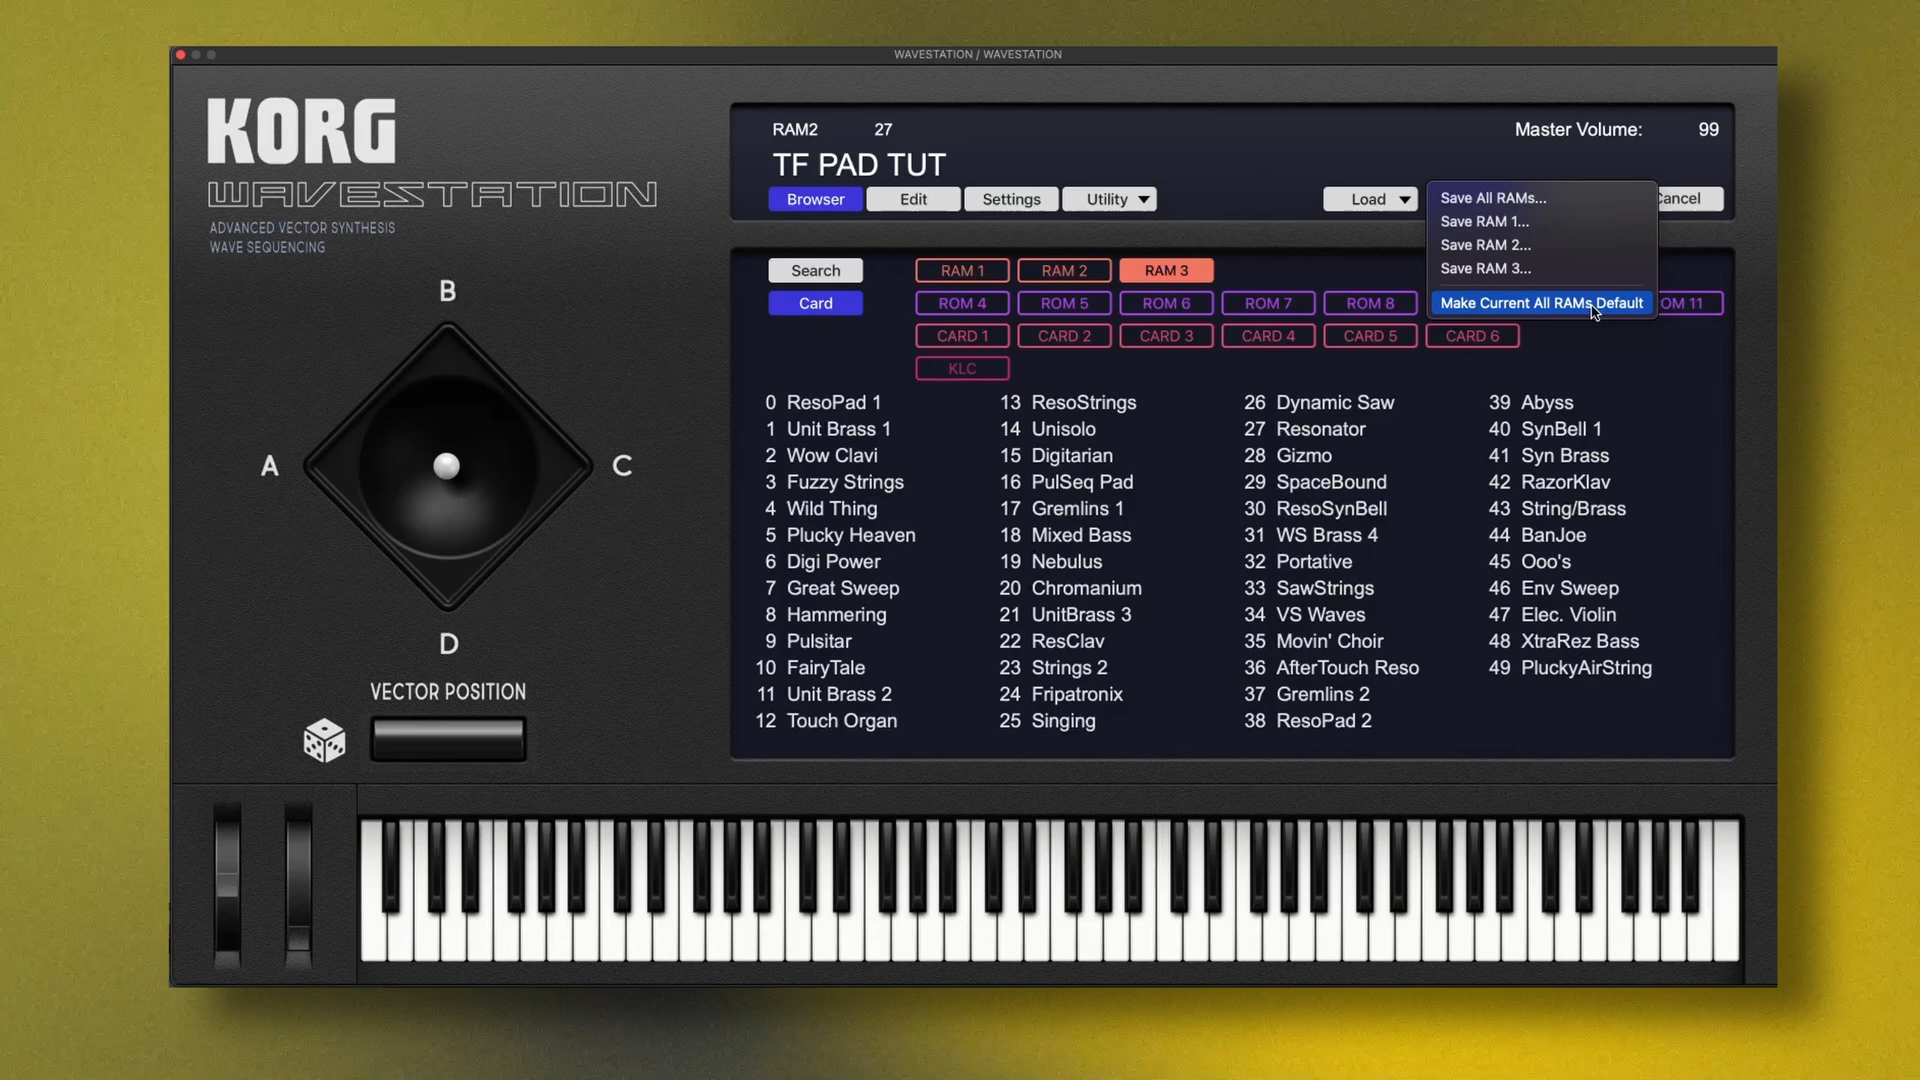 WAVESTATION / WAVESTATION
KORG
WAVESTATION
ADVANCED VECTOR SYNTHESIS
WAVE SEQUENCING
RAM2 27 Master Volume: 99
TF PAD TUT
Browser Edit Settings Utility Load Cancel
Save All RAMs...
Save RAM 1...
Save RAM 2...
Save RAM 3...
Make Current All RAMs Default
Search RAM 1 RAM 2 RAM 3
Card ROM 4 ROM 5 ROM 6 ROM 7 ROM 8 OM 11
CARD 1 CARD 2 CARD 3 CARD 4 CARD 5 CARD 6
KLC
0 ResoPad 1
1 Unit Brass 1
2 Wow Clavi
3 Fuzzy Strings
4 Wild Thing
5 Plucky Heaven
6 Digi Power
7 Great Sweep
8 Hammering
9 Pulsitar
10 FairyTale
11 Unit Brass 2
12 Touch Organ
13 ResoStrings
14 Unisolo
15 Digitarian
16 PulSeq Pad
17 Gremlins 1
18 Mixed Bass
19 Nebulus
20 Chromanium
21 UnitBrass 3
22 ResClav
23 Strings 2
24 Fripatronix
25 Singing
26 Dynamic Saw
27 Resonator
28 Gizmo
29 SpaceBound
30 ResoSynBell
31 WS Brass 4
32 Portative
33 SawStrings
34 VS Waves
35 Movin' Choir
36 AfterTouch Reso
37 Gremlins 2
38 ResoPad 2
39 Abyss
40 SynBell 1
41 Syn Brass
42 RazorKlav
43 String/Brass
44 BanJoe
45 Ooo's
46 Env Sweep
47 Elec. Violin
48 XtraRez Bass
49 PluckyAirString
B
A
C
D
VECTOR POSITION